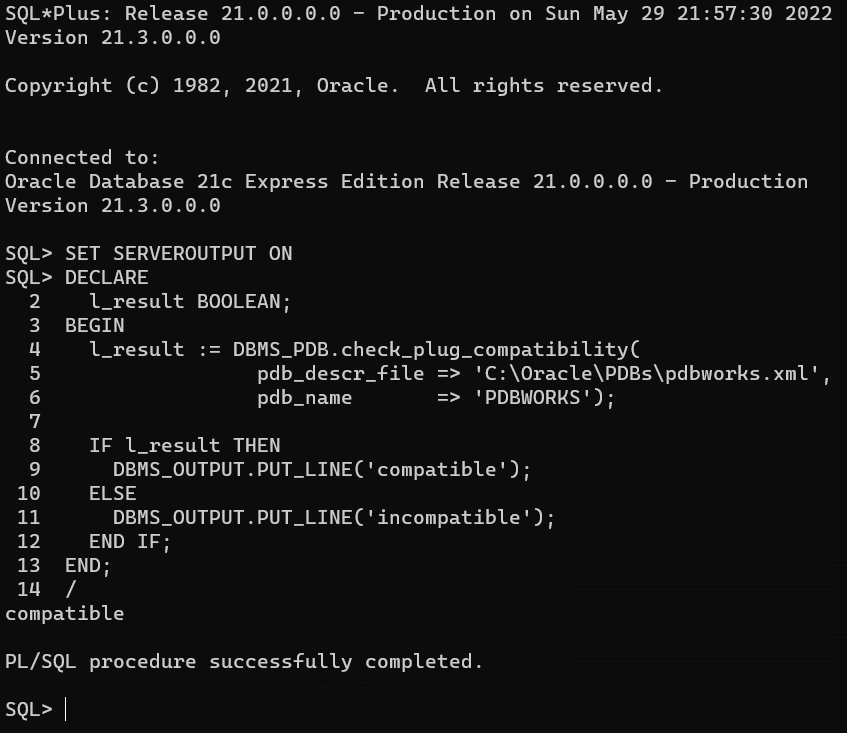 SQL*Plus: Release 21.0.0.0.0 - Production on Sun May 29 21:57:30 2022
Version 21.3.0.0.0

Copyright (c) 1982, 2021, Oracle.  All rights reserved.


Connected to:
Oracle Database 21c Express Edition Release 21.0.0.0.0 - Production
Version 21.3.0.0.0

SQL> SET SERVEROUTPUT ON
SQL> DECLARE
  2    l_result BOOLEAN;
  3  BEGIN
  4    l_result := DBMS_PDB.check_plug_compatibility(
  5                  pdb_descr_file => 'C:\Oracle\PDBs\pdbworks.xml',
  6                  pdb_name       => 'PDBWORKS');
  7
  8    IF l_result THEN
  9      DBMS_OUTPUT.PUT_LINE('compatible');
 10    ELSE
 11      DBMS_OUTPUT.PUT_LINE('incompatible');
 12    END IF;
 13  END;
 14  /
compatible

PL/SQL procedure successfully completed.

SQL>